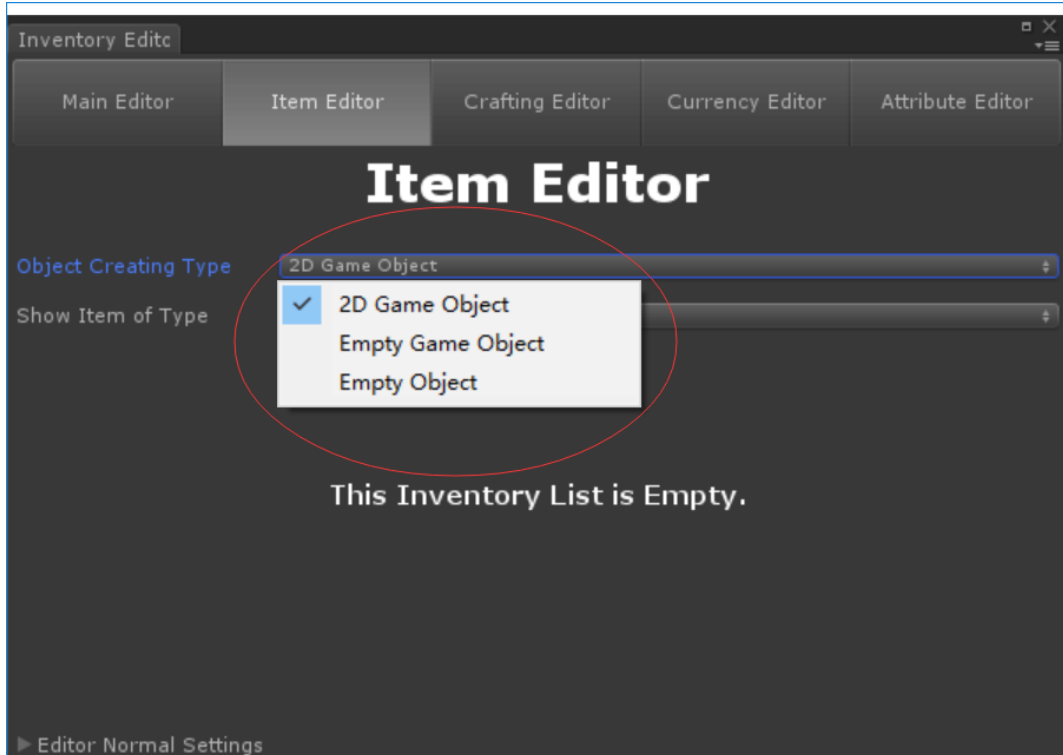 Inventory Editc
Main Editor Item Editor Crafting Editor Currency Editor Attribute Editor
Item Editor
Object Creating Type 2D Game Object
2D Game Object
Show Item of Type
Empty Game Object
Empty Object
This Inventory List is Empty.
Editor Normal Settings